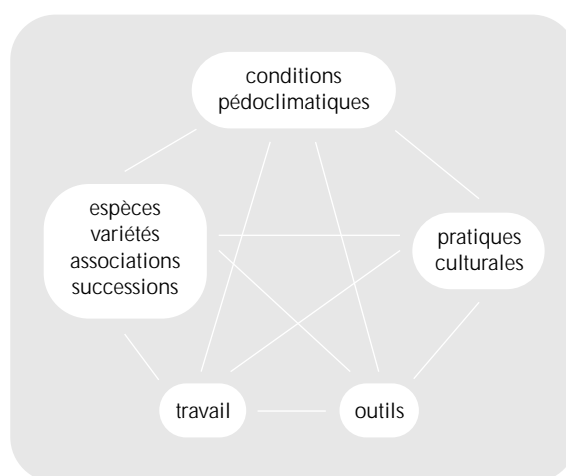 conditions
pédoclimatiques
espèces
variétés
associations
successions
pratiques
culturales
travail
outils